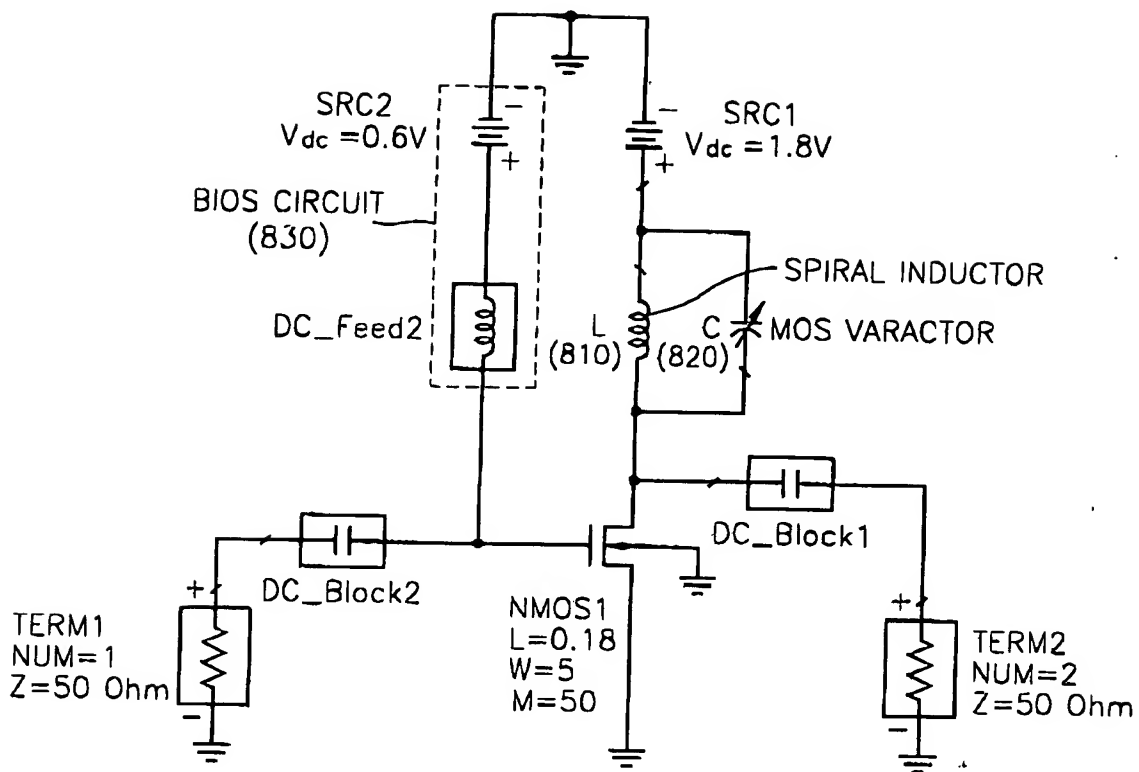 SRC2
Vdc =0.6V
SRC1
Vdc =1.8V
BIOS CIRCUIT
(830)
SPIRAL INDUCTOR
DC_Feed2
L
(810)
C
(820)
MOS VARACTOR
DC_Block1
DC_Block2
TERM1
NUM=1
Z=50 Ohm
NMOS1
L=0.18
W=5
M=50
TERM2
NUM=2
Z=50 Ohm